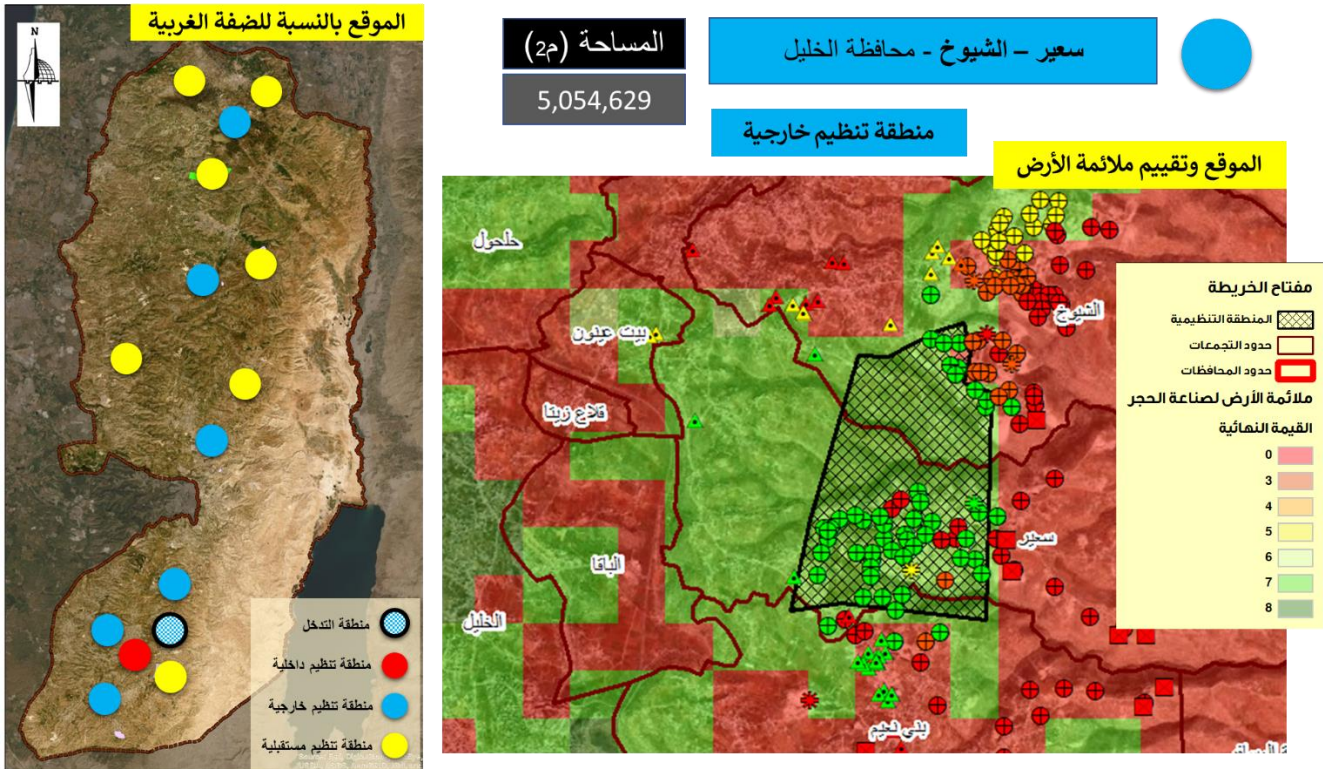 سعير – الشيوخ - محافظة الخليل
المساحة (م2)
5,054,629
منطقة تنظيم خارجية
الموقع بالنسبة للضفة الغربية
N
منطقة التدخل
منطقة تنظيم داخلية
منطقة تنظيم خارجية
منطقة تنظيم مستقبلية
الموقع وتقييم ملائمة الأرض
حلحول
بيت عينون
قلاع زيتا
البقا
الخليل
الشيوخ
سعير
بني نعيم
مفتاح الخريطة
المنطقة التنظيمية
حدود التجمعات
حدود المحافظات
ملائمة الأرض لصناعة الحجر
القيمة النهائية
0
3
4
5
6
7
8